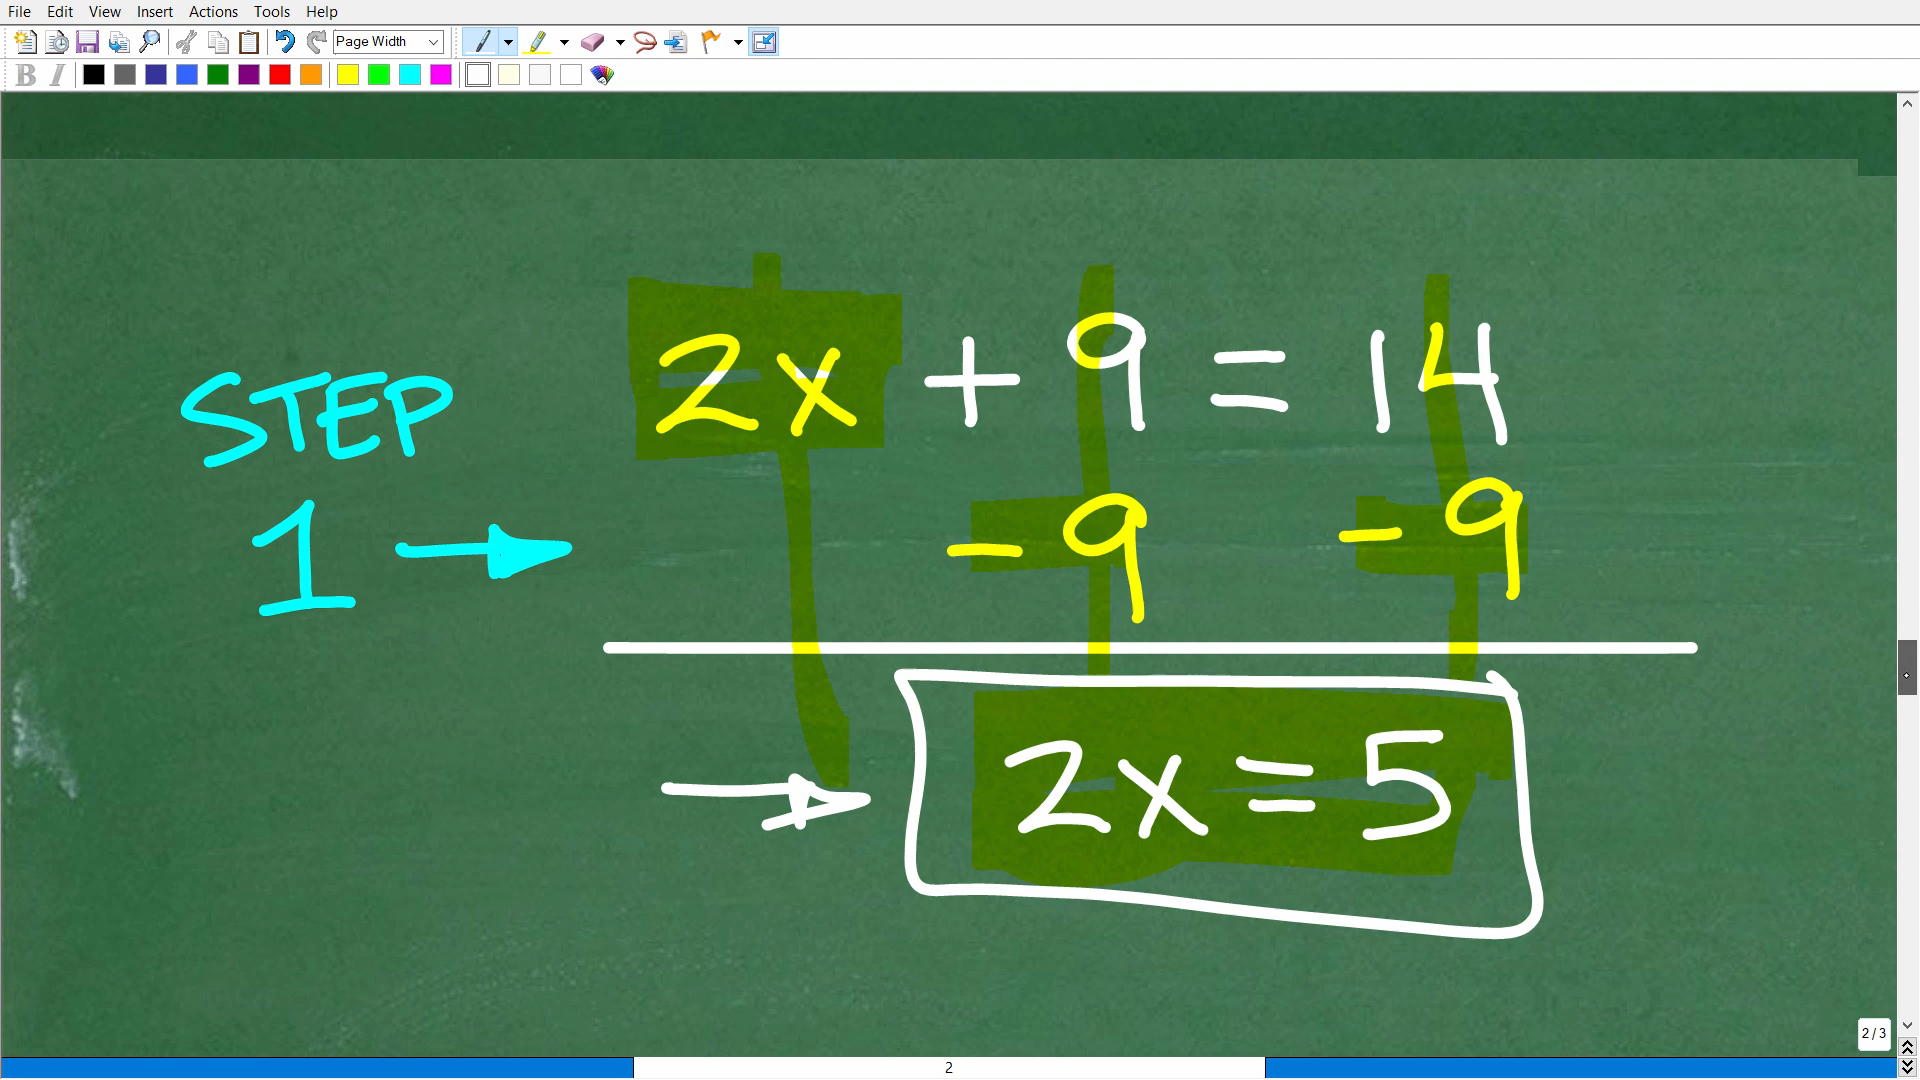 File Edit View Insert Actions Tools Help
Page Width
B I
2x + 9 = 14
STEP
1 → - 9 - 9
→ 2x = 5
2 / 3
2